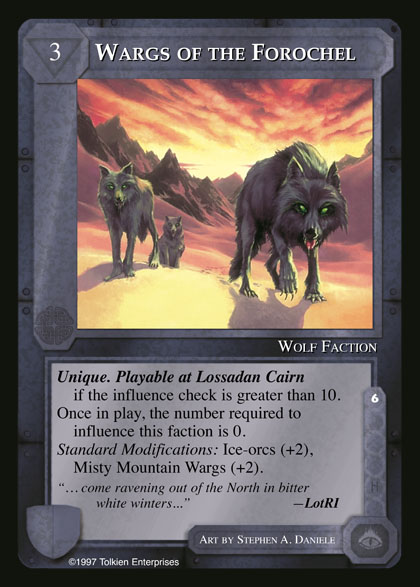 3
WARGS OF THE FOROCHEL
WOLF FACTION
Unique. Playable at Lossadan Cairn
if the influence check is greater than 10.
Once in play, the number required to
influence this faction is 0.
Standard Modifications: Ice-orcs (+2),
Misty Mountain Wargs (+2).
“… come ravening out of the North in bitter
white winters...”  –LotRI
6
H
ART BY STEPHEN A. DANIELE
©1997 Tolkien Enterprises